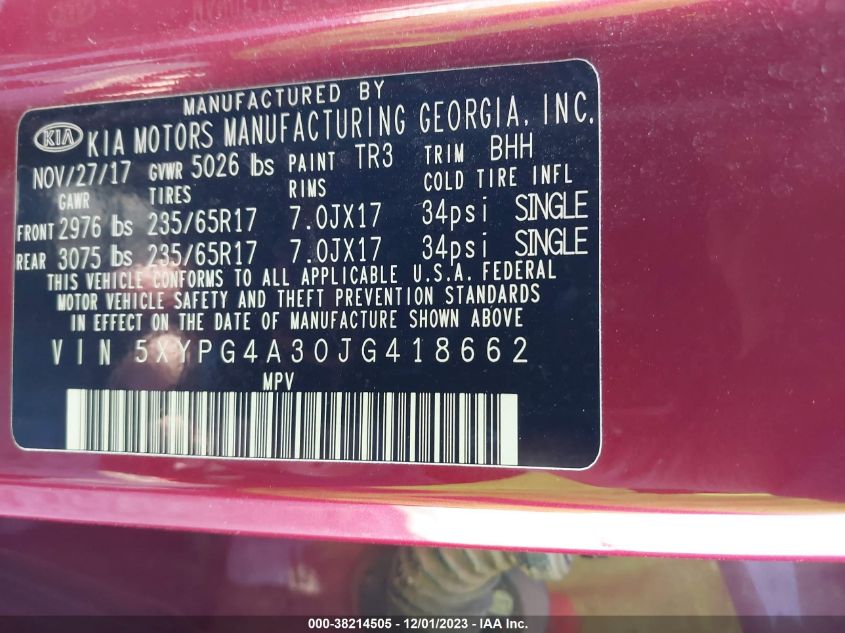 MANUFACTURED BY
KIA KIA MOTORS MANUFACTURING GEORGIA, INC.
NOV/27/17 GVWR 5026 lbs PAINT TR3 TRIM BHH
GAWR TIRES RIMS COLD TIRE INFL
FRONT 2976 lbs 235/65R17 7.0JX17 34psi SINGLE
REAR 3075 lbs 235/65R17 7.0JX17 34psi SINGLE
THIS VEHICLE CONFORMS TO ALL APPLICABLE U.S.A. FEDERAL
MOTOR VEHICLE SAFETY AND THEFT PREVENTION STANDARDS
IN EFFECT ON THE DATE OF MANUFACTURE SHOWN ABOVE
VIN 5XYPG4A30JG418662
MPV
000-38214505 - 12/01/2023 - IAA Inc.